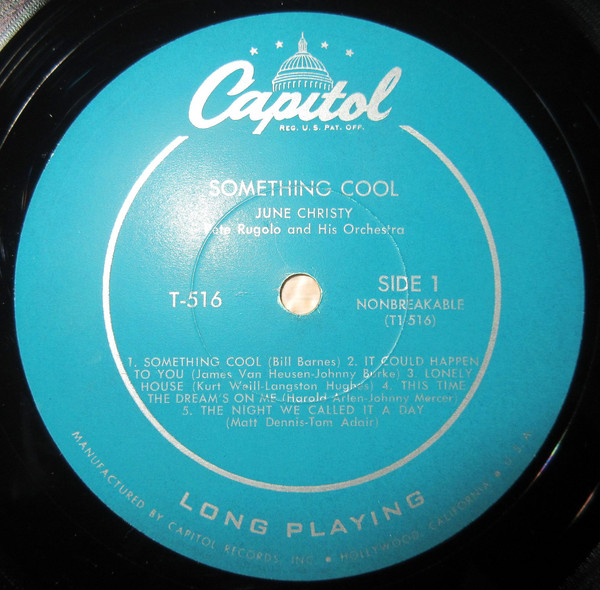 Capitol
REG. U.S. PAT. OFF.
SOMETHING COOL
JUNE CHRISTY
Pete Rugolo and His Orchestra
T-516
SIDE 1
NONBREAKABLE
(T1 516)
1. SOMETHING COOL (Bill Barnes) 2. IT COULD HAPPEN
TO YOU (James Van Heusen-Johnny Burke) 3. LONELY
HOUSE (Kurt Weill-Langston Hughes) 4. THIS TIME
THE DREAM'S ON ME (Harold Arlen-Johnny Mercer)
5. THE NIGHT WE CALLED IT A DAY
(Matt Dennis-Tom Adair)
LONG PLAYING
MANUFACTURED BY CAPITOL RECORDS, INC. ★ HOLLYWOOD, CALIFORNIA ★ U.S.A.